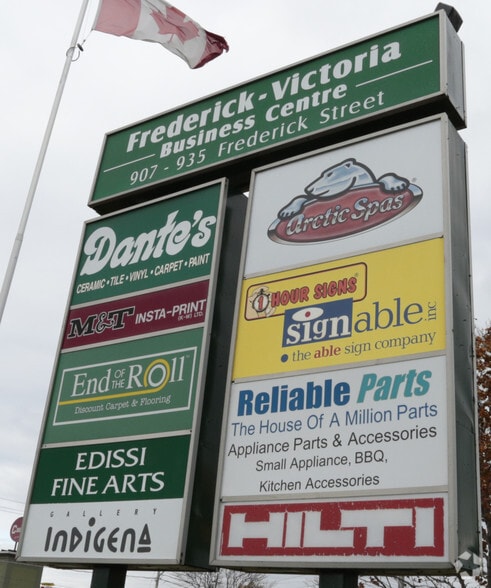 Frederick-Victoria
Business Centre
907 - 935 Frederick Street
Dante's
CERAMIC • TILE • VINYL • CARPET • PAINT
M&T INSTA-PRINT
(K-W) LTD.
END OF THE ROLL
Discount Carpet & Flooring
EDISSI
FINE ARTS
GALLERY
INDIGENA
Arctic Spas
1 HOUR SIGNS
signable inc.
• the able sign company
Reliable Parts
The House Of A Million Parts
Appliance Parts & Accessories
Small Appliance, BBQ,
Kitchen Accessories
HILTI